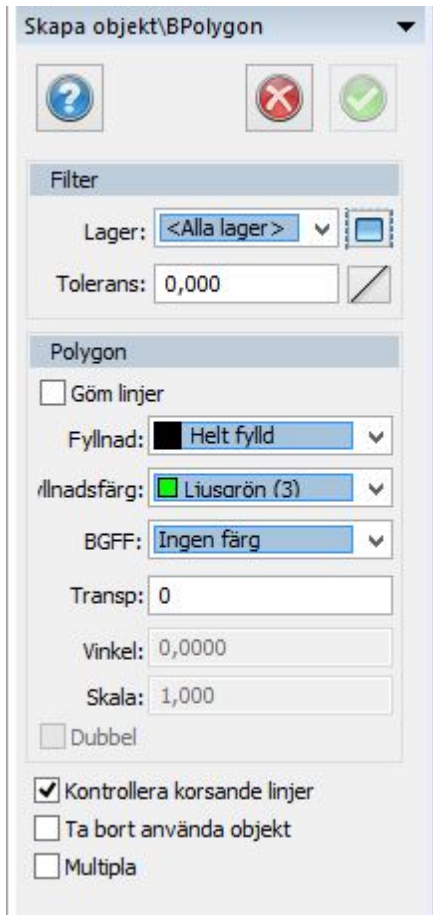 Skapa objekt\BPolygon
Filter
Lager: <Alla lager>
Tolerans: 0,000
Polygon
Göm linjer
Fyllnad: Helt fylld
yllnadsfärg: Ljusgrön (3)
BGFF: Ingen färg
Transp: 0
Vinkel: 0,0000
Skala: 1,000
Dubbel
Kontrollera korsande linjer
Ta bort använda objekt
Multipla